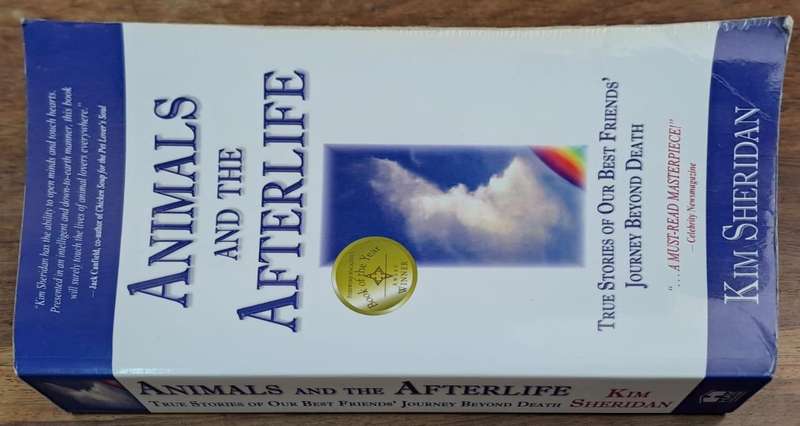 "Kim Sheridan has the ability to open minds and touch hearts.
Presented in an intelligent and down-to-earth manner, this book
will surely touch the lives of animal lovers everywhere."
— Jack Canfield, co-author of Chicken Soup for the Pet Lover's Soul
ANIMALS
AND THE
AFTERLIFE
Book of the Year
WINNER
TRUE STORIES OF OUR BEST FRIENDS'
JOURNEY BEYOND DEATH
"...A MUST-READ MASTERPIECE!"
— Celebrity Newsmagazine
KIM SHERIDAN
ANIMALS AND THE AFTERLIFE
TRUE STORIES OF OUR BEST FRIENDS' JOURNEY BEYOND DEATH
KIM
SHERIDAN